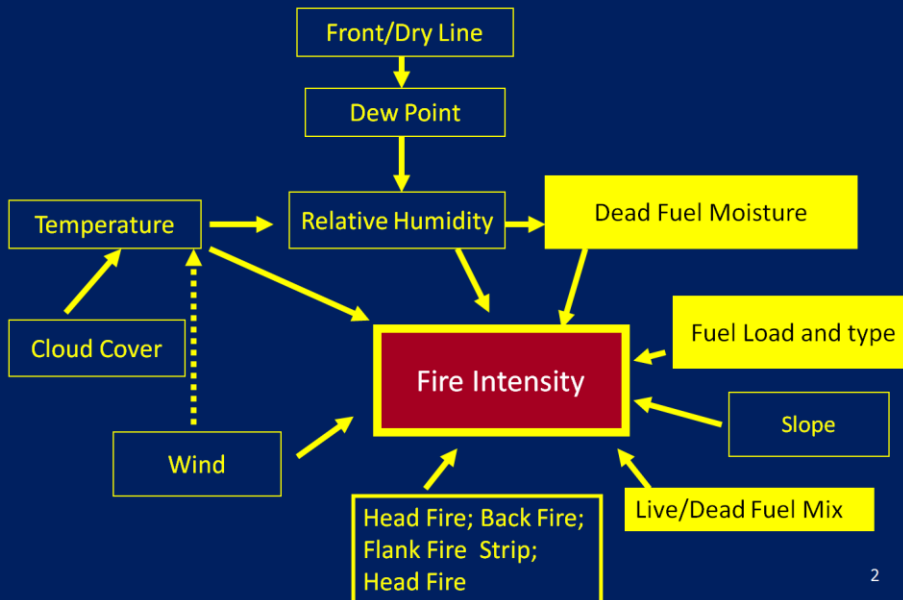 Front/Dry Line
Dew Point
Temperature
Relative Humidity
Dead Fuel Moisture
Cloud Cover
Fire Intensity
Fuel Load and type
Slope
Wind
Head Fire; Back Fire;
Flank Fire  Strip;
Head Fire
Live/Dead Fuel Mix
2